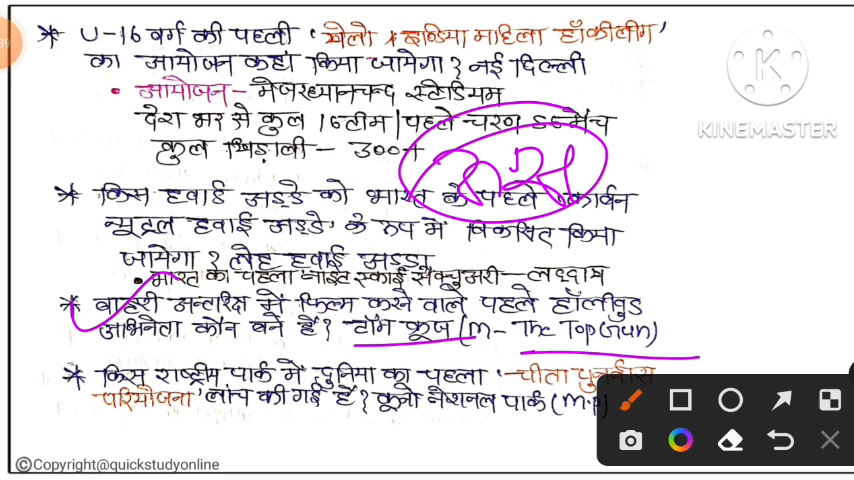 * U-16 वर्ग की पहली 'खेलो इन्डिया महिला हॉकी लीग'
का आयोजन कहां किया जायेगा? नई दिल्ली
• आयोजन - मेजर ध्यानचन्द स्टेडियम
देश भर से कुल 16 टीम | पहले चरण 56 मैच
कुल खिड़ाली - 300+
* किस हवाई अड्डे को भारत के पहले 'कार्बन
न्यूट्रल हवाई अड्डे' के रूप में विकसित किया
जायेगा? लेह हवाई अड्डा
• भारत का पहला नाइट स्काई सैंक्चुअरी - लद्दाख
* बाहरी अन्तरिक्ष में फिल्म करने वाले पहले हॉलीवुड
अभिनेता कौन बने हैं? टॉम क्रूज (M- The Top Gun)
* किस राष्ट्रीय पार्क में दुनिया का पहला 'चीता पुनर्वास
परियोजना' लांच की गई है? कूनो नेशनल पार्क (M.P)
KINEMASTER
©Copyright@quickstudyonline